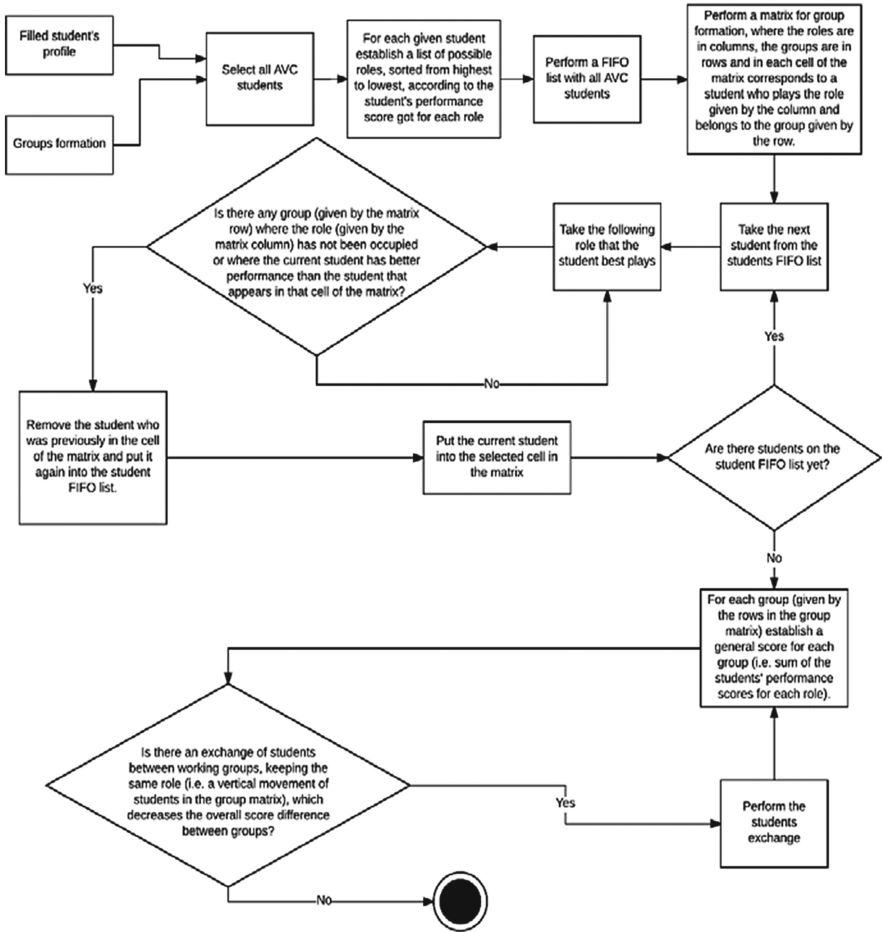 Filled student's
profile
Groups formation
Select all AVC
students
For each given student
establish a list of possible
roles, sorted from highest
to lowest, according to the
student's performance
score got for each role
Perform a FIFO
list with all AVC
students
Perform a matrix for group
formation, where the roles are
in columns, the groups are in
rows and in each cell of the
matrix corresponds to a
student who plays the role
given by the column and
belongs to the group given by
the row.
Take the next
student from the
students FIFO list
Take the following
role that the
student best plays
Is there any group (given by the matrix
row) where the role (given by the
matrix column) has not been occupied
or where the current student has better
performance than the student that
appears in that cell of the matrix?
Yes
No
Remove the student who
was previously in the cell
of the matrix and put it
again into the student
FIFO list.
Put the current student
into the selected cell in
the matrix
Are there students on the
student FIFO list yet?
Yes
No
For each group (given by
the rows in the group
matrix) establish a
general score for each
group (i.e. sum of the
students' performance
scores for each role).
Is there an exchange of students
between working groups, keeping the
same role (i.e. a vertical movement of
students in the group matrix), which
decreases the overall score difference
between groups?
Yes
Perform the
students
exchange
No